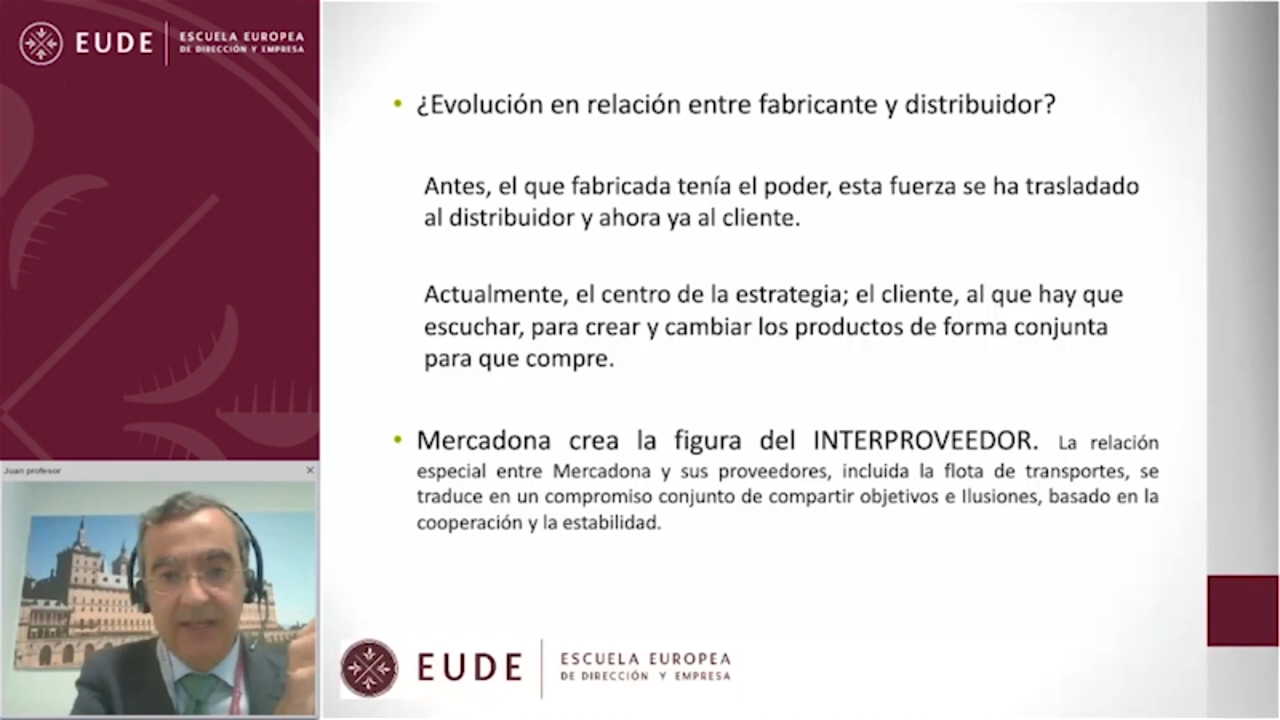 EUDE
ESCUELA EUROPEA
DE DIRECCIÓN Y EMPRESA
• ¿Evolución en relación entre fabricante y distribuidor?
Antes, el que fabricada tenía el poder, esta fuerza se ha trasladado
al distribuidor y ahora ya al cliente.
Actualmente, el centro de la estrategia; el cliente, al que hay que
escuchar, para crear y cambiar los productos de forma conjunta
para que compre.
• Mercadona crea la figura del INTERPROVEEDOR. La relación
especial entre Mercadona y sus proveedores, incluida la flota de transportes, se
traduce en un compromiso conjunto de compartir objetivos e Ilusiones, basado en la
cooperación y la estabilidad.
Juan profesor
EUDE
ESCUELA EUROPEA
DE DIRECCIÓN Y EMPRESA